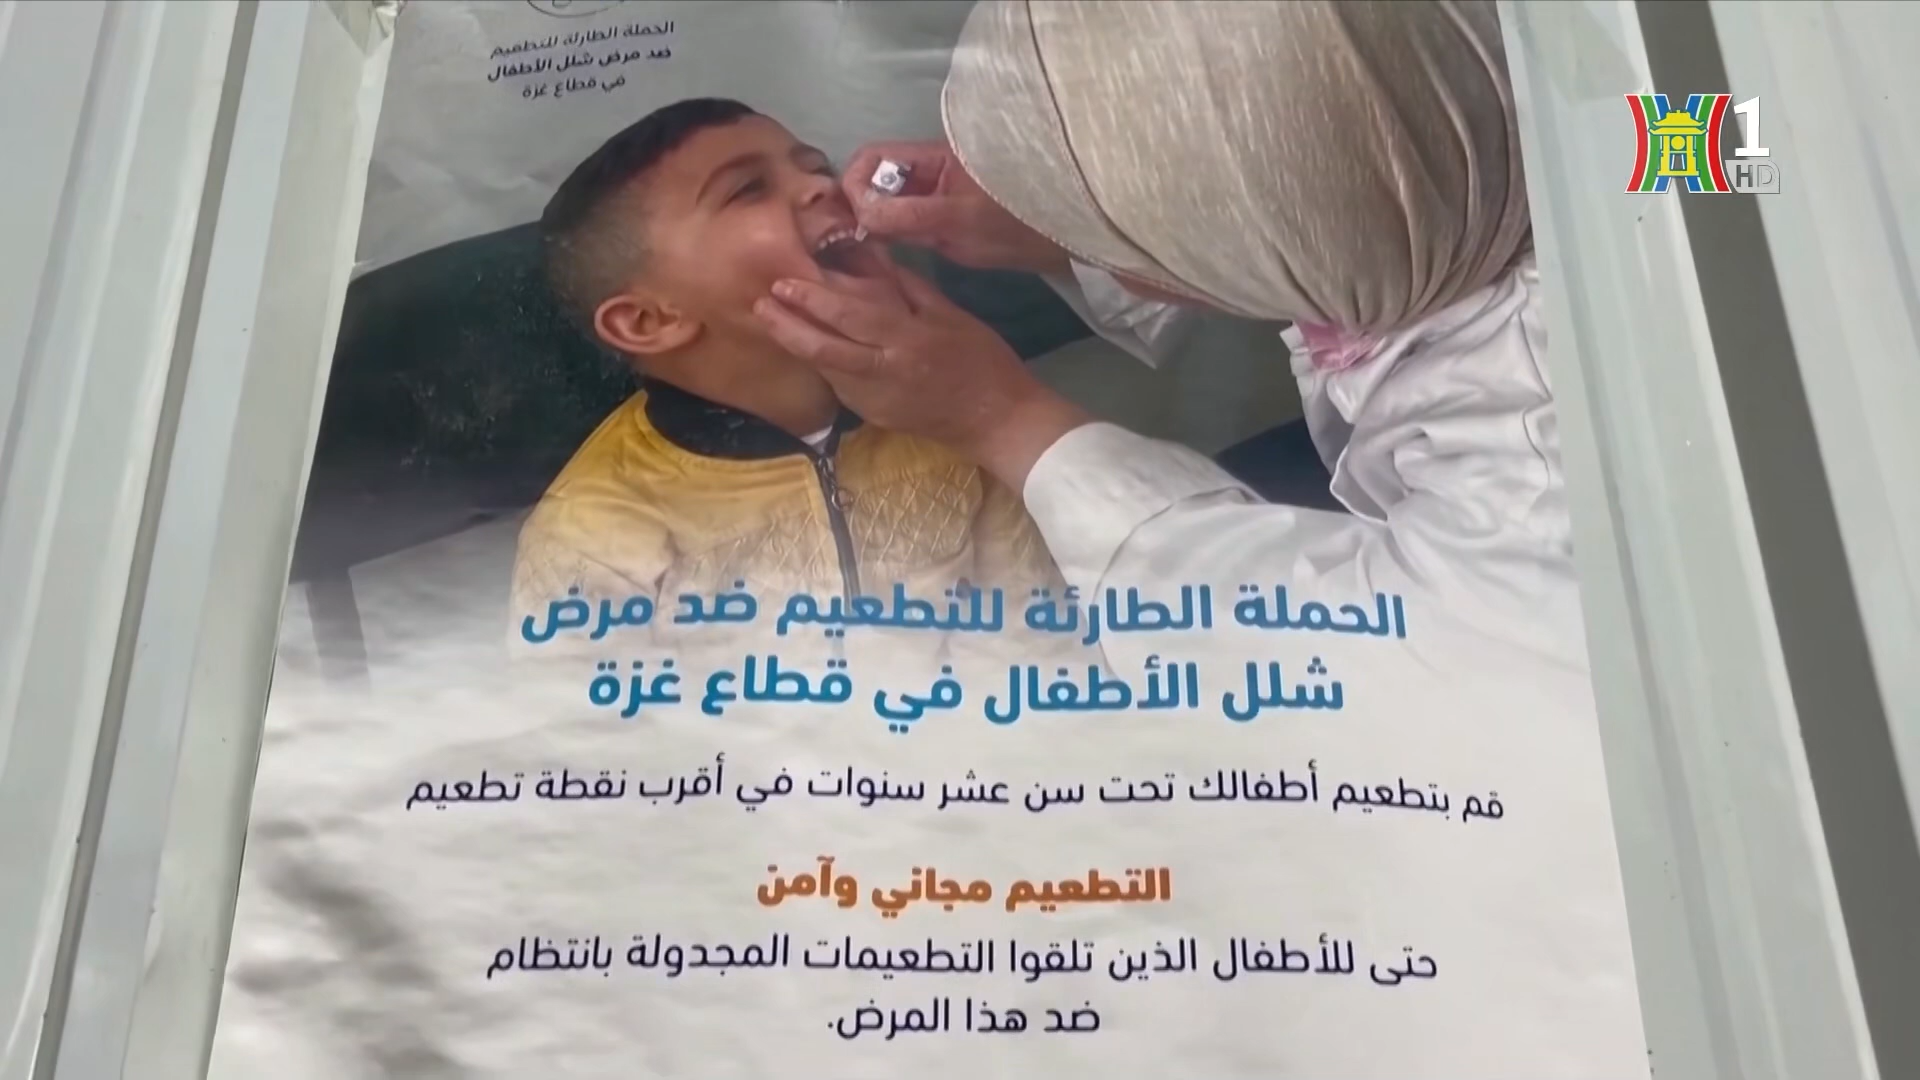 الحملة الطارئة للتطعيم
ضد مرض شلل الأطفال
في قطاع غزة
1
HD
الحملة الطارئة للتطعيم ضد مرض
شلل الأطفال في قطاع غزة
قم بتطعيم أطفالك تحت سن عشر سنوات في أقرب نقطة تطعيم
التطعيم مجاني وآمن
حتى للأطفال الذين تلقوا التطعيمات المجدولة بانتظام
ضد هذا المرض.